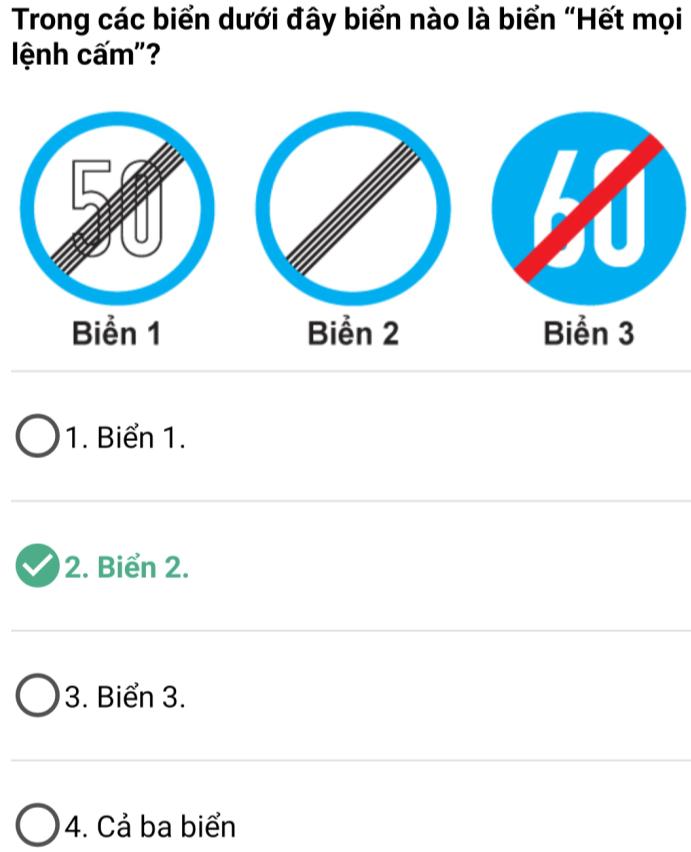 Trong các biển dưới đây biển nào là biển “Hết mọi
lệnh cấm”?
50
60
Biển 1
Biển 2
Biển 3
1. Biển 1.
2. Biển 2.
3. Biển 3.
4. Cả ba biển